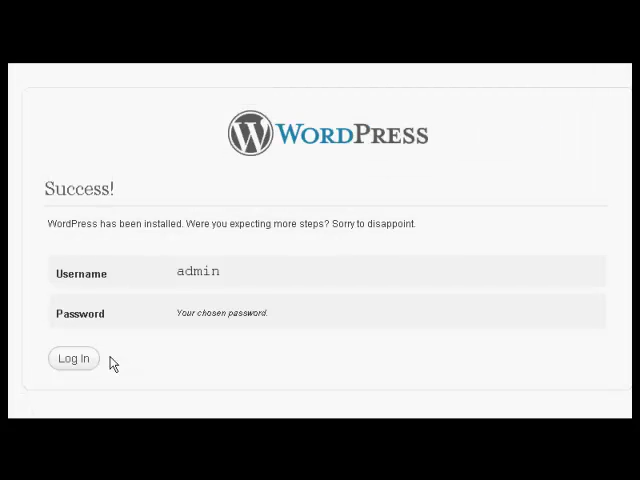 WORDPRESS
Success!
WordPress has been installed. Were you expecting more steps? Sorry to disappoint.
Username admin
Password Your chosen password.
Log In